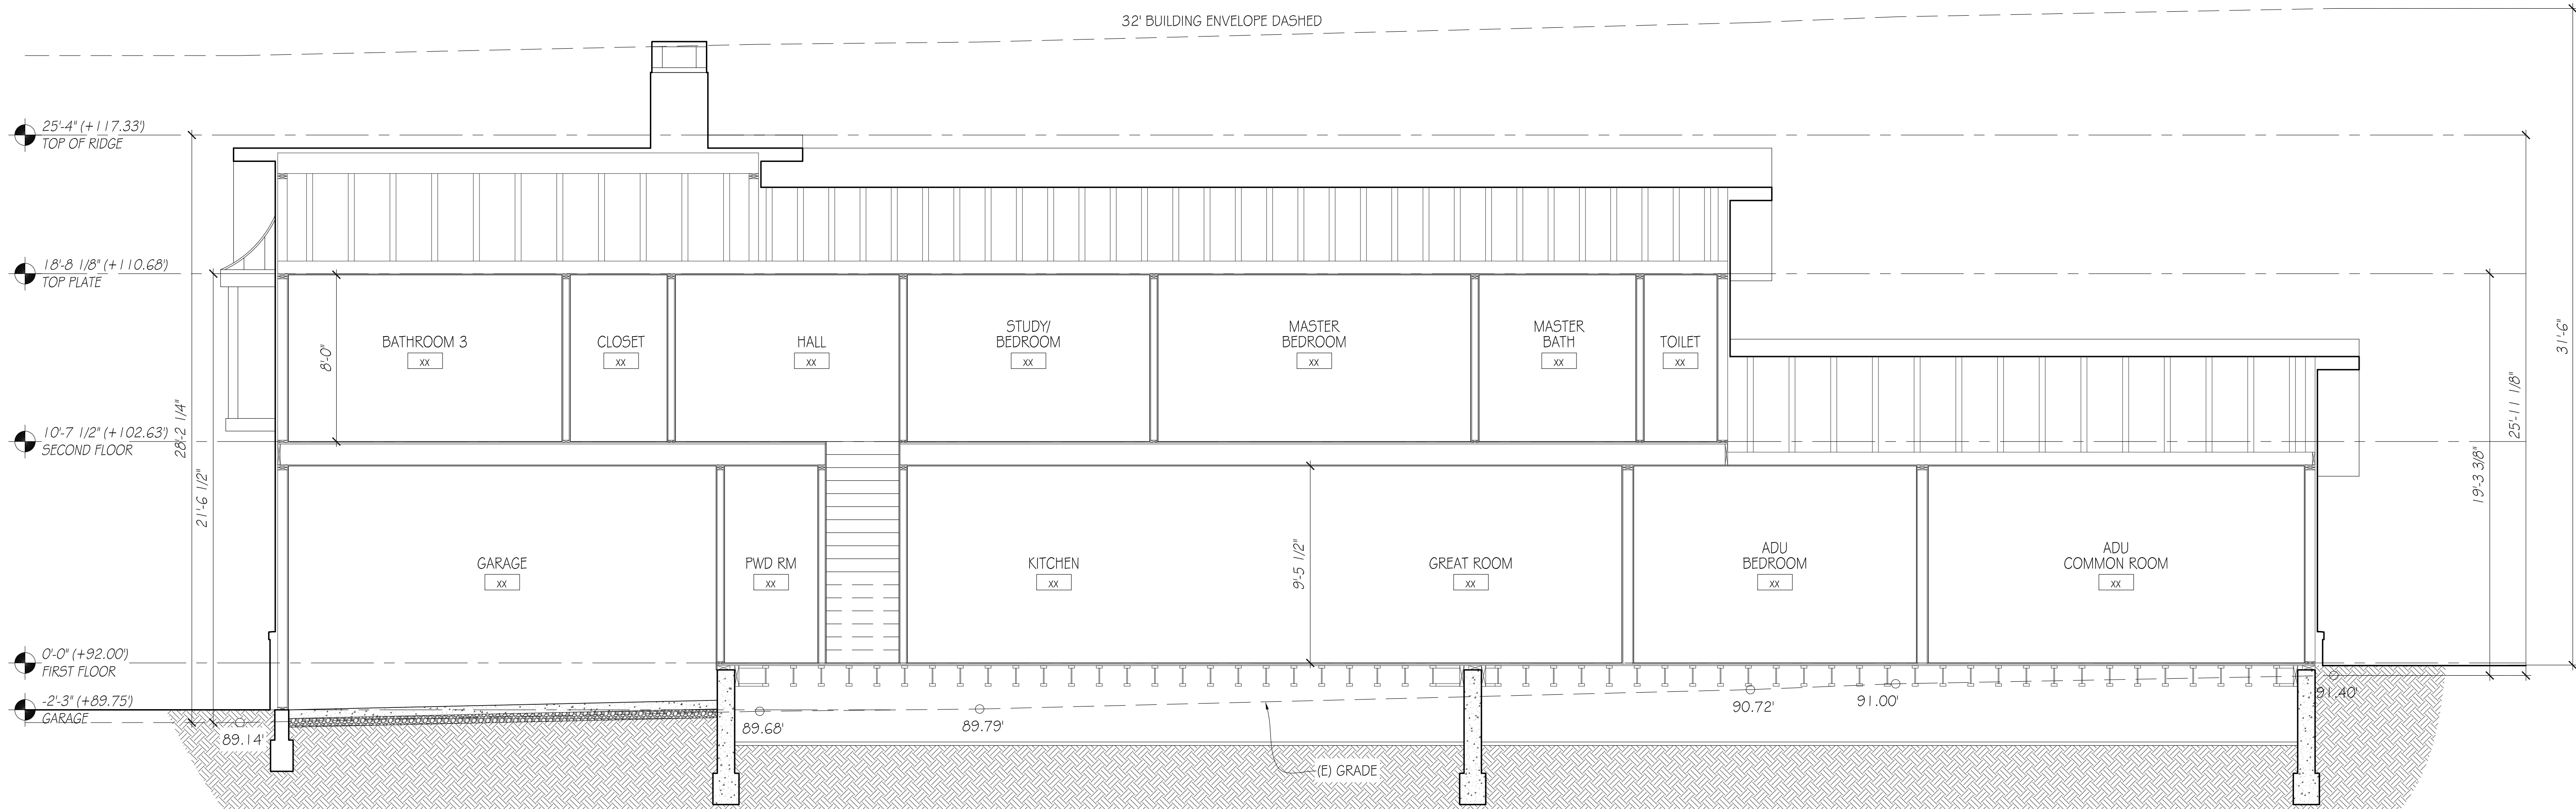 32' BUILDING ENVELOPE DASHED
25'-4" (+117.33')
TOP OF RIDGE
18'-8 1/8" (+110.68')
TOP PLATE
10'-7 1/2" (+102.63')
SECOND FLOOR
0'-0" (+92.00')
FIRST FLOOR
-2'-3" (+89.75')
GARAGE
28'-2 1/4"
21'-6 1/2"
8'-0"
BATHROOM 3
XX
CLOSET
XX
HALL
XX
STUDY/
BEDROOM
XX
MASTER
BEDROOM
XX
MASTER
BATH
XX
TOILET
XX
GARAGE
XX
PWD RM
XX
KITCHEN
XX
9'-5 1/2"
GREAT ROOM
XX
ADU
BEDROOM
XX
ADU
COMMON ROOM
XX
31'-6"
25'-11 1/8"
19'-3 3/8"
89.14'
89.68'
89.79'
(E) GRADE
90.72'
91.00'
91.40'